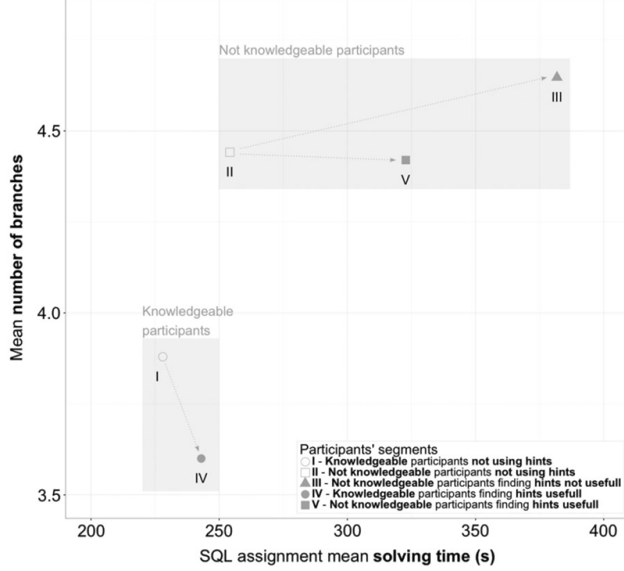 Not knowledgeable participants
III
4.5
II
V
Mean number of branches
Knowledgeable
participants
4.0
I
IV
Participants' segments
I - Knowledgeable participants not using hints
II - Not knowledgeable participants not using hints
III - Not knowledgeable participants finding hints not usefull
IV - Knowledgeable participants finding hints usefull
V - Not knowledgeable participants finding hints usefull
3.5
200 250 300 350 400
SQL assignment mean solving time (s)